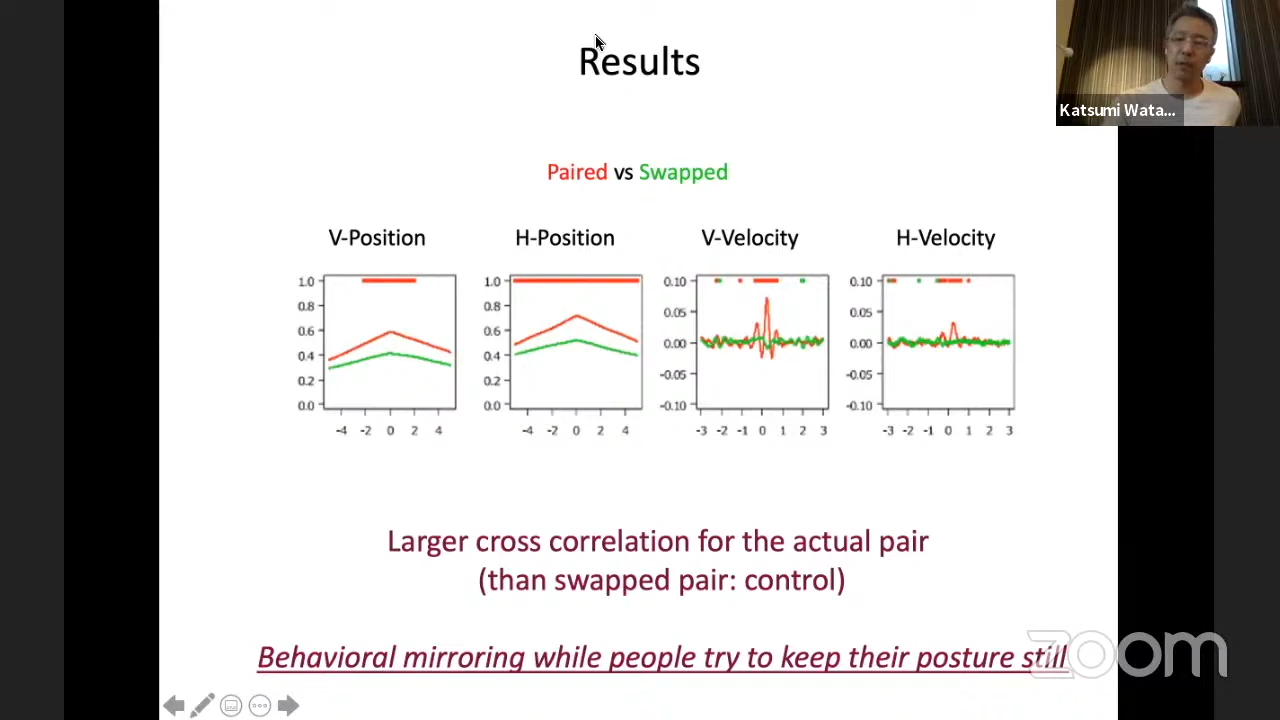 Results
Katsumi Wata...
Paired vs Swapped
V-Position
H-Position
V-Velocity
H-Velocity
1.0
0.8
0.6
0.4
0.2
0.0
-4 -2 0 2 4
1.0
0.8
0.6
0.4
0.2
0.0
-4 -2 0 2 4
0.10
0.05
0.00
-0.05
-0.10
-3 -2 -1 0 1 2 3
0.10
0.05
0.00
-0.05
-0.10
-3 -2 -1 0 1 2 3
Larger cross correlation for the actual pair
(than swapped pair: control)
Behavioral mirroring while people try to keep their posture still
zoom